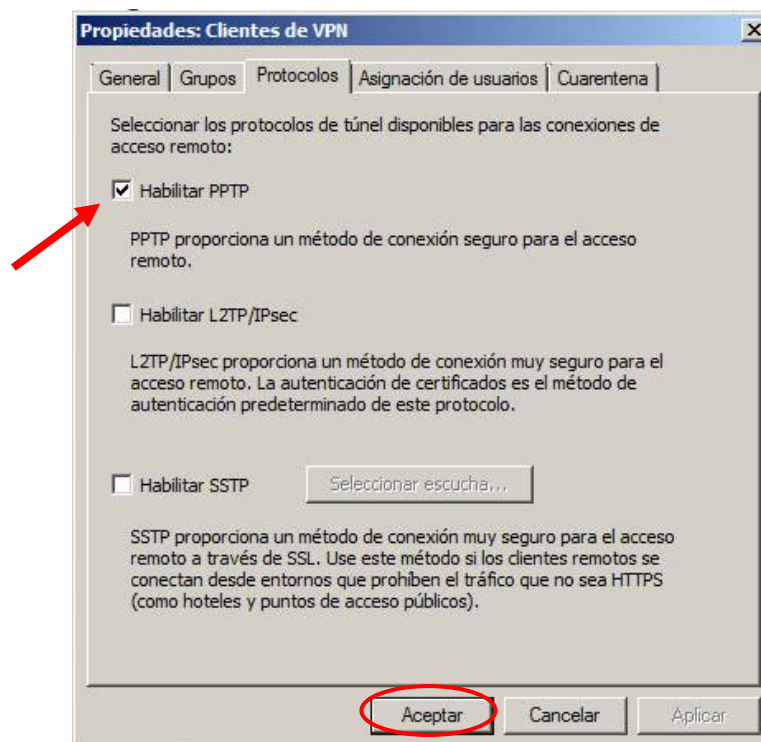 Propiedades: Clientes de VPN
General Grupos Protocolos Asignación de usuarios Cuarentena
Seleccionar los protocolos de túnel disponibles para las conexiones de
acceso remoto:
Habilitar PPTP
PPTP proporciona un método de conexión seguro para el acceso
remoto.
Habilitar L2TP/IPsec
L2TP/IPsec proporciona un método de conexión muy seguro para el
acceso remoto. La autenticación de certificados es el método de
autenticación predeterminado de este protocolo.
Habilitar SSTP Seleccionar escucha...
SSTP proporciona un método de conexión muy seguro para el acceso
remoto a través de SSL. Use este método si los clientes remotos se
conectan desde entornos que prohíben el tráfico que no sea HTTPS
(como hoteles y puntos de acceso públicos).
Aceptar Cancelar Aplicar